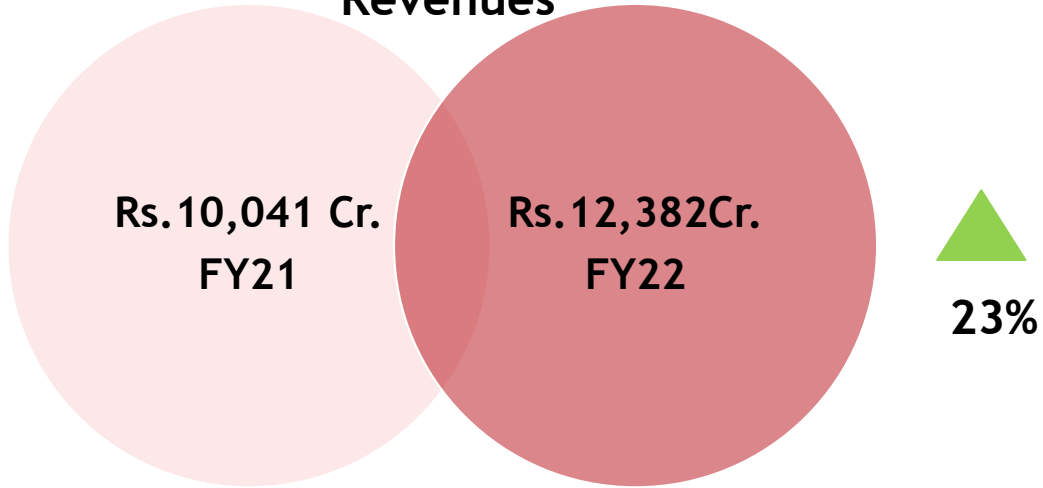 Revenues
Rs.10,041 Cr.
FY21
Rs.12,382Cr.
FY22
23%